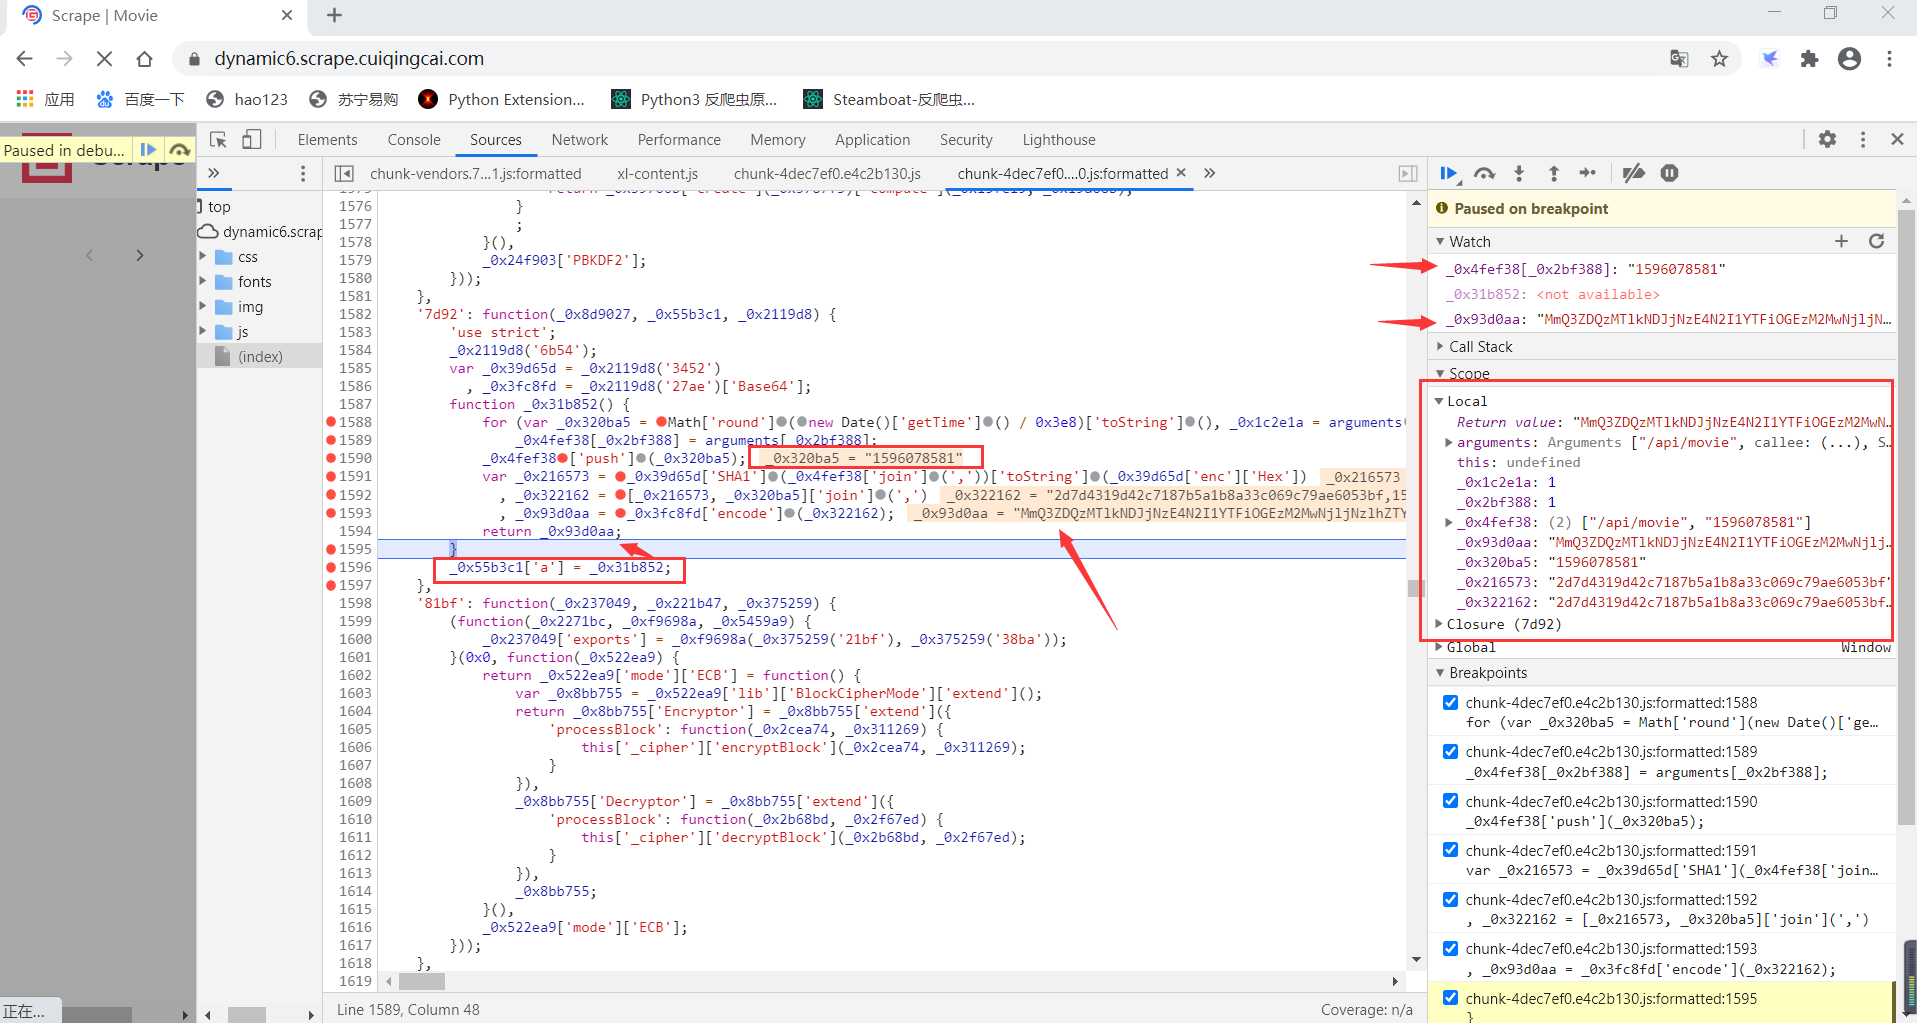 Scrape | Movie
dynamic6.scrape.cuiqingcai.com
应用
百度一下
hao123
苏宁易购
Python Extension...
Python3 反爬虫原...
Steamboat-反爬虫...
Paused in debu...
Elements
Console
Sources
Network
Performance
Memory
Application
Security
Lighthouse
chunk-vendors.7...1.js:formatted
xl-content.js
chunk-4dec7ef0.e4c2b130.js
chunk-4dec7ef0....0.js:formatted
top
dynamic6.scrap
css
fonts
img
js
(index)
1576 }
1577 ;
1578 }(),
1579 _0x24f903['PBKDF2'];
1580 }));
1581 },
1582 '7d92': function(_0x8d9027, _0x55b3c1, _0x2119d8) {
1583 'use strict';
1584 _0x2119d8('6b54');
1585 var _0x39d65d = _0x2119d8('3452')
1586 , _0x3fc8fd = _0x2119d8('27ae')['Base64'];
1587 function _0x31b852() {
1588 for (var _0x320ba5 = Math['round'](new Date()['getTime']() / 0x3e8)['toString'](), _0x1c2e1a = arguments
1589 _0x4fef38[_0x2bf388] = arguments[_0x2bf388];
1590 _0x4fef38['push'](_0x320ba5); _0x320ba5 = "1596078581"
1591 var _0x216573 = _0x39d65d['SHA1'](_0x4fef38['join'](','))['toString'](_0x39d65d['enc']['Hex']) _0x216573
1592 , _0x322162 = [_0x216573, _0x320ba5]['join'](',') _0x322162 = "2d7d4319d42c7187b5a1b8a33c069c79ae6053bf,15
1593 , _0x93d0aa = _0x3fc8fd['encode'](_0x322162); _0x93d0aa = "MmQ3ZDQzMTlkNDJjNzE4N2I1YTFiOGEzM2MwNjljNzlhZTY
1594 return _0x93d0aa;
1595 }
1596 _0x55b3c1['a'] = _0x31b852;
1597 },
1598 '81bf': function(_0x237049, _0x221b47, _0x375259) {
1599 (function(_0x2271bc, _0xf9698a, _0x5459a9) {
1600 _0x237049['exports'] = _0xf9698a(_0x375259('21bf'), _0x375259('38ba'));
1601 }(0x0, function(_0x522ea9) {
1602 return _0x522ea9['mode']['ECB'] = function() {
1603 var _0x8bb755 = _0x522ea9['lib']['BlockCipherMode']['extend']();
1604 return _0x8bb755['Encryptor'] = _0x8bb755['extend']({
1605 'processBlock': function(_0x2cea74, _0x311269) {
1606 this['_cipher']['encryptBlock'](_0x2cea74, _0x311269);
1607 }
1608 }),
1609 _0x8bb755['Decryptor'] = _0x8bb755['extend']({
1610 'processBlock': function(_0x2b68bd, _0x2f67ed) {
1611 this['_cipher']['decryptBlock'](_0x2b68bd, _0x2f67ed);
1612 }
1613 }),
1614 _0x8bb755;
1615 }(),
1616 _0x522ea9['mode']['ECB'];
1617 }));
1618 },
1619
Line 1589, Column 48
Coverage: n/a
正在...
Paused on breakpoint
Watch
_0x4fef38[_0x2bf388]: "1596078581"
_0x31b852: <not available>
_0x93d0aa: "MmQ3ZDQzMTlkNDJjNzE4N2I1YTFiOGEzM2MwNjljN...
Call Stack
Scope
Local
Return value: "MmQ3ZDQzMTlkNDJjNzE4N2I1YTFiOGEzM2MwN...
arguments: Arguments ["/api/movie", callee: (...), S...
this: undefined
_0x1c2e1a: 1
_0x2bf388: 1
_0x4fef38: (2) ["/api/movie", "1596078581"]
_0x93d0aa: "MmQ3ZDQzMTlkNDJjNzE4N2I1YTFiOGEzM2MwNjlj...
_0x320ba5: "1596078581"
_0x216573: "2d7d4319d42c7187b5a1b8a33c069c79ae6053bf"
_0x322162: "2d7d4319d42c7187b5a1b8a33c069c79ae6053bf...
Closure (7d92)
Global
Window
Breakpoints
chunk-4dec7ef0.e4c2b130.js:formatted:1588
for (var _0x320ba5 = Math['round'](new Date()['ge...
chunk-4dec7ef0.e4c2b130.js:formatted:1589
_0x4fef38[_0x2bf388] = arguments[_0x2bf388];
chunk-4dec7ef0.e4c2b130.js:formatted:1590
_0x4fef38['push'](_0x320ba5);
chunk-4dec7ef0.e4c2b130.js:formatted:1591
var _0x216573 = _0x39d65d['SHA1'](_0x4fef38['join...
chunk-4dec7ef0.e4c2b130.js:formatted:1592
, _0x322162 = [_0x216573, _0x320ba5]['join'](',')
chunk-4dec7ef0.e4c2b130.js:formatted:1593
, _0x93d0aa = _0x3fc8fd['encode'](_0x322162);
chunk-4dec7ef0.e4c2b130.js:formatted:1595
}